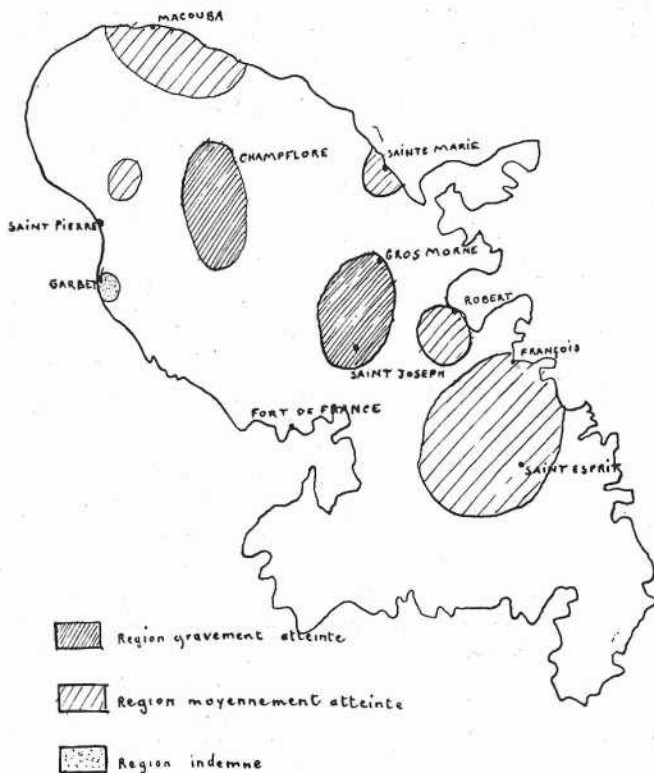 MACOUBA
CHAMPFLORE
SAINTE MARIE
SAINT PIERRE
GROS MORNE
GARBET
ROBERT
FRANÇOIS
SAINT JOSEPH
FORT DE FRANCE
SAINT ESPRIT
Region gravement atteinte
Region moyennement atteinte
Region indemne